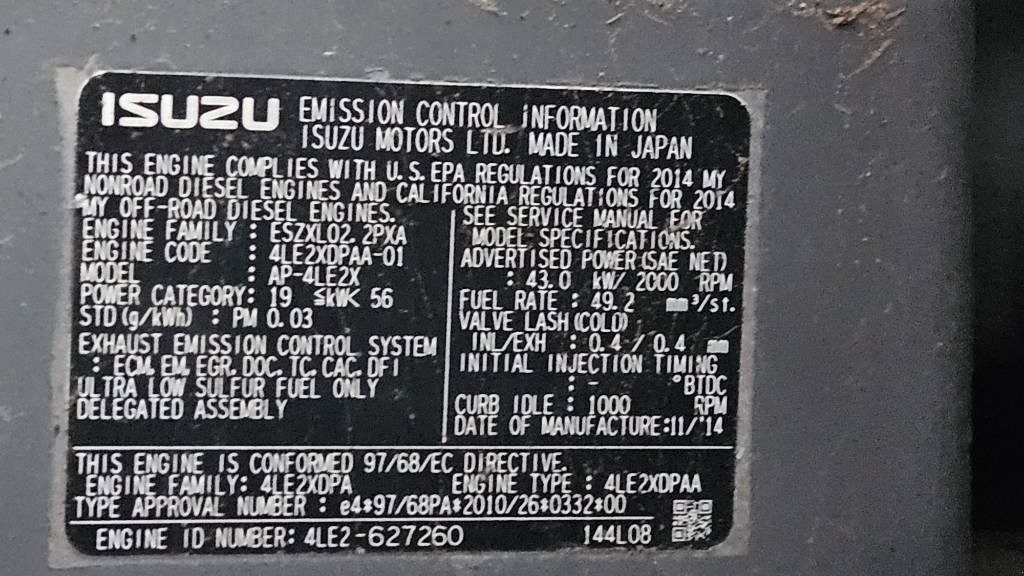 ISUZU EMISSION CONTROL INFORMATION
ISUZU MOTORS LTD. MADE IN JAPAN
THIS ENGINE COMPLIES WITH U.S.EPA REGULATIONS FOR 2014 MY
NONROAD DIESEL ENGINES AND CALIFORNIA REGULATIONS FOR 2014
MY OFF-ROAD DIESEL ENGINES.
ENGINE FAMILY : ESZXL02.2PXA
ENGINE CODE : 4LE2XDPAA-01
MODEL : AP-4LE2X
POWER CATEGORY: 19 ≦kW< 56
STD(g/kWh) : PM 0.03
EXHAUST EMISSION CONTROL SYSTEM
: ECM, EM, EGR, DOC, TC, CAC, DFI
ULTRA LOW SULFUR FUEL ONLY
DELEGATED ASSEMBLY
SEE SERVICE MANUAL FOR
MODEL SPECIFICATIONS.
ADVERTISED POWER(SAE NET)
: 43.0 kW/ 2000 RPM
FUEL RATE : 49.2 mm³/st.
VALVE LASH(COLD)
INL/EXH : 0.4 / 0.4 mm
INITIAL INJECTION TIMING
: - °BTDC
CURB IDLE : 1000 RPM
DATE OF MANUFACTURE:11/'14
THIS ENGINE IS CONFORMED 97/68/EC DIRECTIVE.
ENGINE FAMILY: 4LE2XDPA ENGINE TYPE : 4LE2XDPAA
TYPE APPROVAL NUMBER : e4*97/68PA*2010/26*0332*00
ENGINE ID NUMBER: 4LE2-627260 144L08